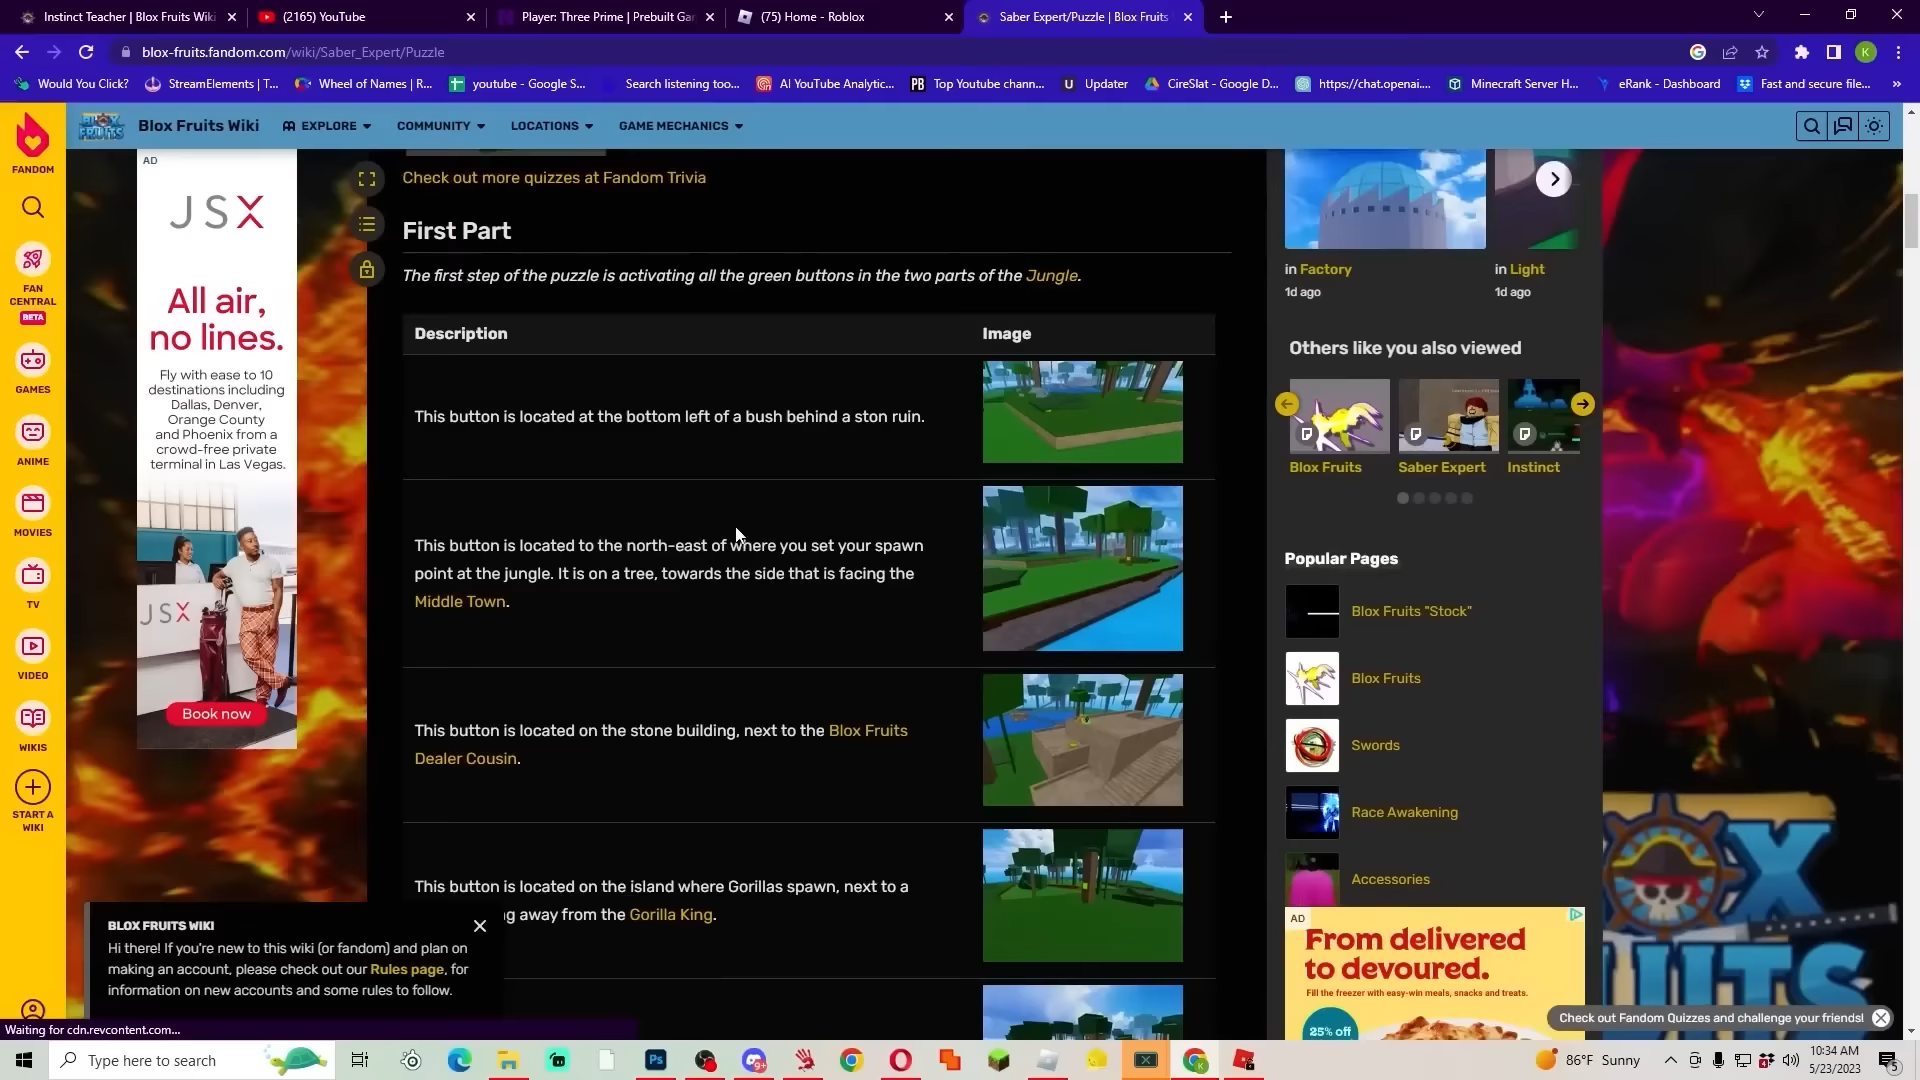 Instinct Teacher | Blox Fruits Wiki
(2165) YouTube
Player: Three Prime | Prebuilt Gar
(75) Home - Roblox
Saber Expert/Puzzle | Blox Fruits
blox-fruits.fandom.com/wiki/Saber_Expert/Puzzle
K
Would You Click?
StreamElements | T...
Wheel of Names | R...
youtube - Google S...
Search listening too...
AI YouTube Analytic...
PB Top Youtube chann...
U Updater
CireSlat - Google D...
https://chat.openai....
Minecraft Server H...
eRank - Dashboard
Fast and secure file...
»
BLOX FRUITS
Blox Fruits Wiki
EXPLORE
COMMUNITY
LOCATIONS
GAME MECHANICS
FANDOM
FAN
CENTRAL
BETA
GAMES
ANIME
MOVIES
TV
VIDEO
WIKIS
START A
WIKI
AD
JSX
All air,
no lines.
Fly with ease to 10
destinations including
Dallas, Denver,
Orange County
and Phoenix from a
crowd-free private
terminal in Las Vegas.
JSX
Book now
Check out more quizzes at Fandom Trivia
First Part
The first step of the puzzle is activating all the green buttons in the two parts of the Jungle.
Description
Image
This button is located at the bottom left of a bush behind a ston ruin.
This button is located to the north-east of where you set your spawn
point at the jungle. It is on a tree, towards the side that is facing the
Middle Town.
This button is located on the stone building, next to the Blox Fruits
Dealer Cousin.
This button is located on the island where Gorillas spawn, next to a
g away from the Gorilla King.
in Factory
1d ago
in Light
1d ago
Others like you also viewed
Blox Fruits
Saber Expert
Instinct
Popular Pages
Blox Fruits "Stock"
Blox Fruits
Swords
Race Awakening
Accessories
AD
From delivered
to devoured.
Fill the freezer with easy-win meals, snacks and treats.
25% off
BLOX FRUITS WIKI
Hi there! If you're new to this wiki (or fandom) and plan on
making an account, please check out our Rules page, for
information on new accounts and some rules to follow.
Check out Fandom Quizzes and challenge your friends!
Waiting for cdn.revcontent.com...
Type here to search
Ps
9+
86°F Sunny
10:34 AM
5/23/2023
5